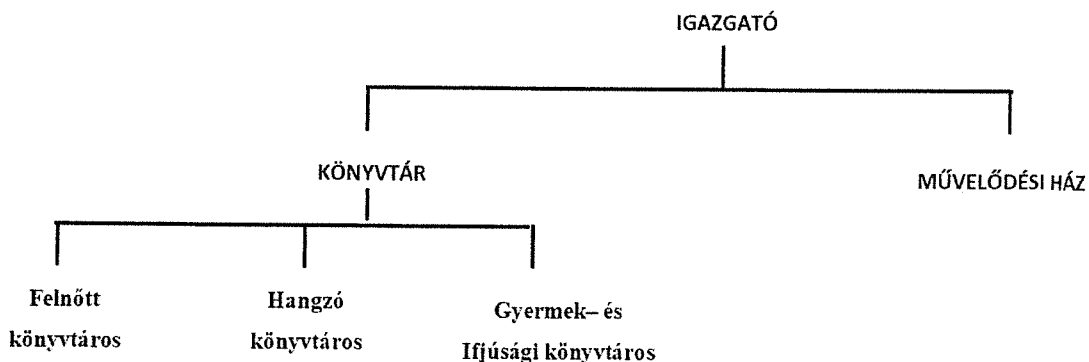 IGAZGATÓ
KÖNYVTÁR
MŰVELŐDÉSI HÁZ
Felnőtt
könyvtáros
Hangzó
könyvtáros
Gyermek– és
Ifjúsági könyvtáros